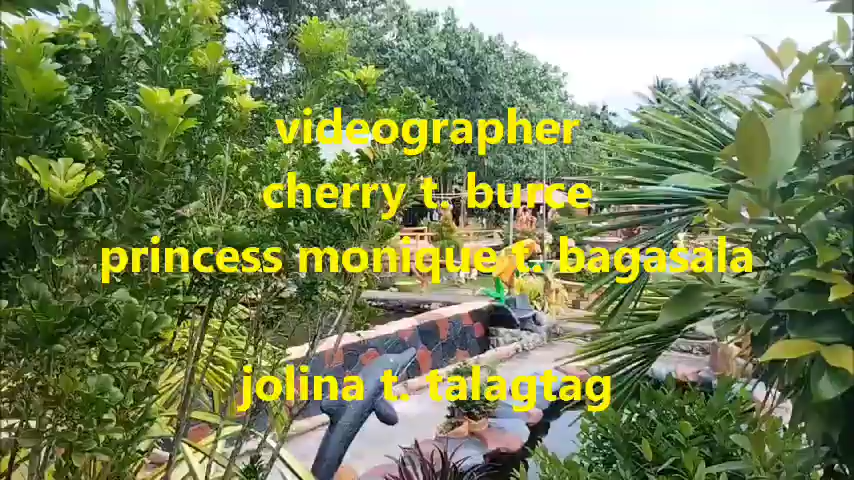 videographer
cherry t. burce
princess monique t. bagasala
jolina t. talagtag